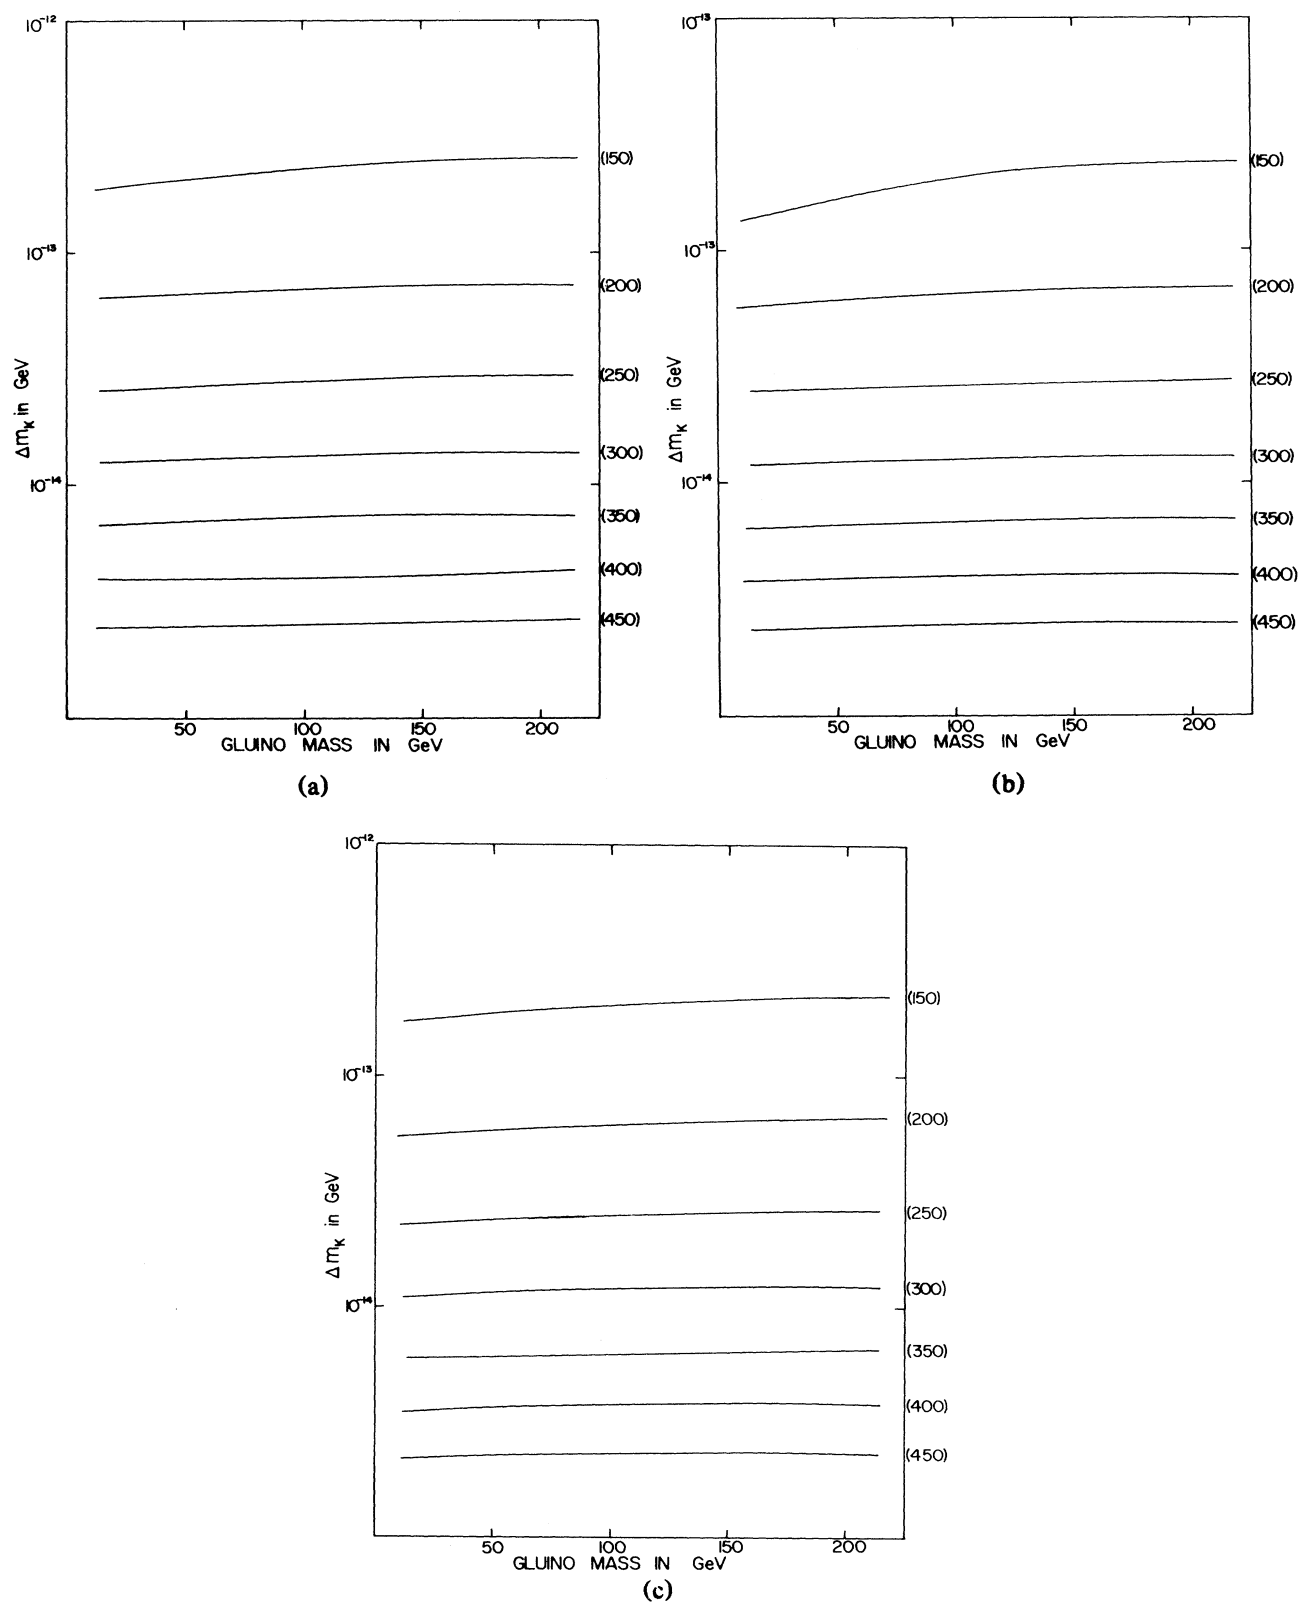 10⁻¹²
(150)
10⁻¹³
(200)
(250)
Δm_K in GeV
(300)
10⁻¹⁴
(350)
(400)
(450)
50 100 150 200
GLUINO MASS IN GeV
(a)
10⁻¹³
(150)
10⁻¹³
(200)
(250)
Δm_K in GeV
(300)
10⁻¹⁴
(350)
(400)
(450)
50 100 150 200
GLUINO MASS IN GeV
(b)
10⁻¹²
(150)
10⁻¹³
(200)
(250)
Δm_K in GeV
(300)
10⁻¹⁴
(350)
(400)
(450)
50 100 150 200
GLUINO MASS IN GeV
(c)